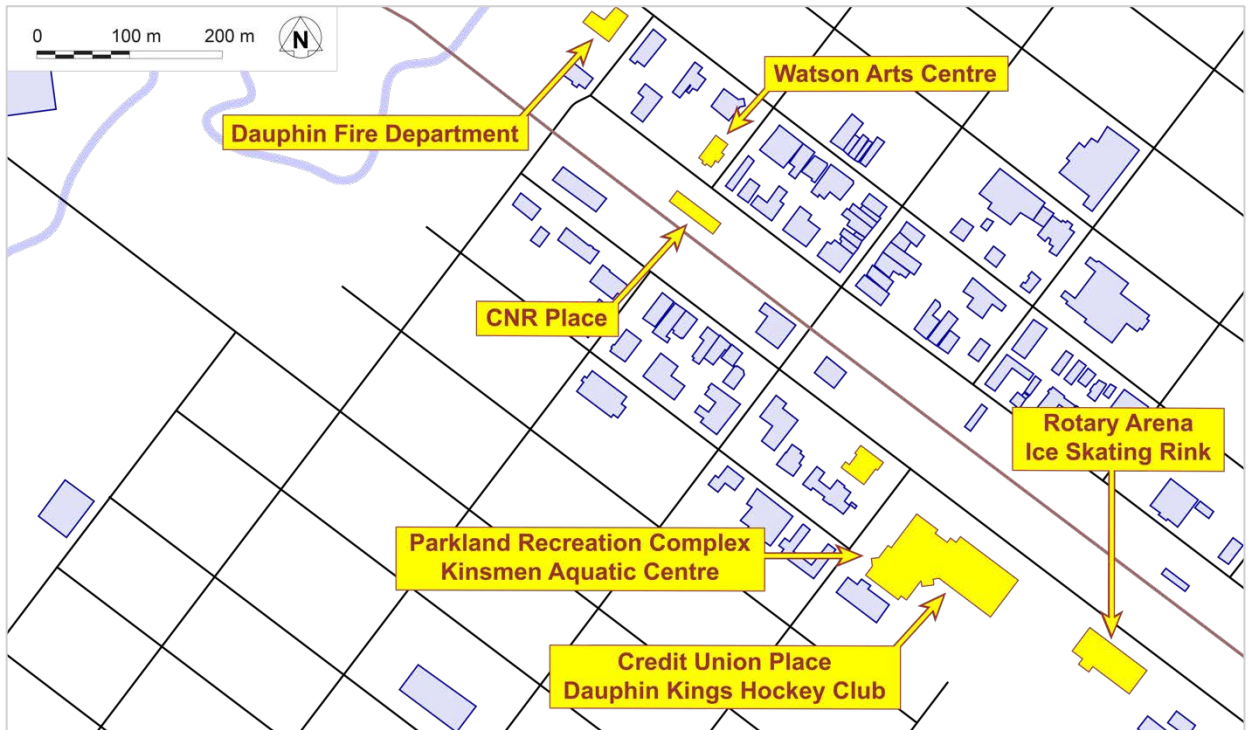 0 100 m 200 m
N
Watson Arts Centre
Dauphin Fire Department
CNR Place
Rotary Arena
Ice Skating Rink
Parkland Recreation Complex
Kinsmen Aquatic Centre
Credit Union Place
Dauphin Kings Hockey Club